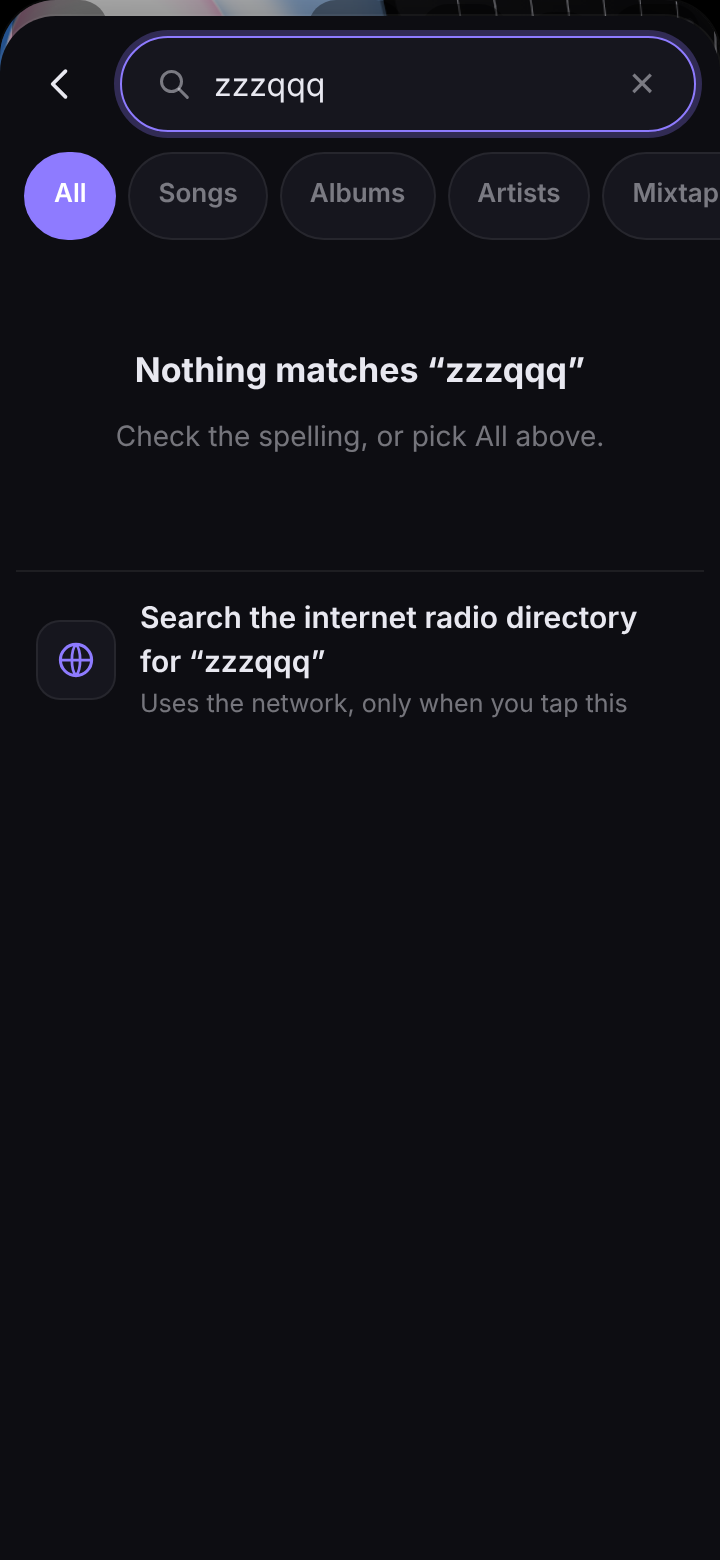 zzzqqq
All
Songs
Albums
Artists
Mixtap
Nothing matches “zzzqqq”
Check the spelling, or pick All above.
Search the internet radio directory
for “zzzqqq”
Uses the network, only when you tap this